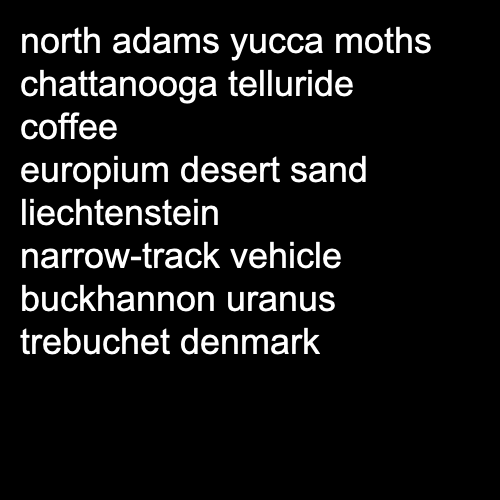 north adams yucca moths
chattanooga telluride
coffee
europium desert sand
liechtenstein
narrow-track vehicle
buckhannon uranus
trebuchet denmark